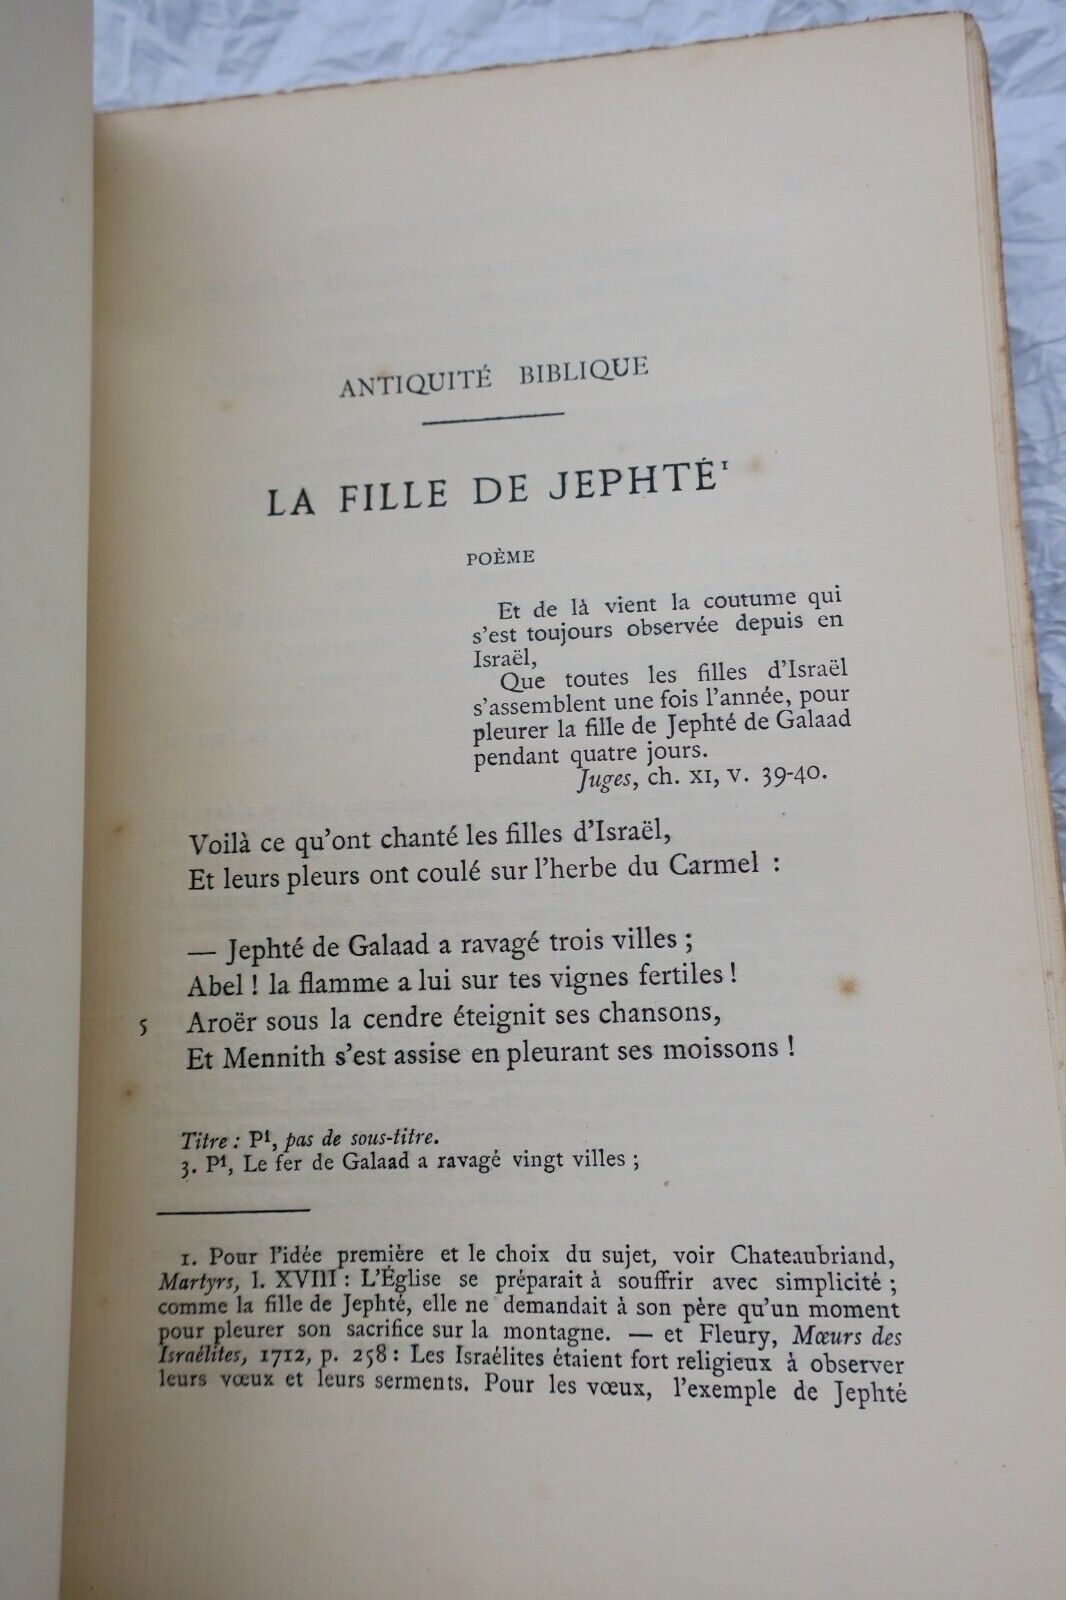 ANTIQUITÉ BIBLIQUE
LA FILLE DE JEPHTÉ¹
POÈME
Et de là vient la coutume qui
s'est toujours observée depuis en
Israël,
Que toutes les filles d'Israël
s'assemblent une fois l'année, pour
pleurer la fille de Jephté de Galaad
pendant quatre jours.
Juges, ch. XI, v. 39-40.
Voilà ce qu'ont chanté les filles d'Israël,
Et leurs pleurs ont coulé sur l'herbe du Carmel :
— Jephté de Galaad a ravagé trois villes ;
Abel ! la flamme a lui sur tes vignes fertiles !
5 Aroër sous la cendre éteignit ses chansons,
Et Mennith s'est assise en pleurant ses moissons !
Titre : P¹, pas de sous-titre.
3. P¹, Le fer de Galaad a ravagé vingt villes ;
1. Pour l'idée première et le choix du sujet, voir Chateaubriand,
Martyrs, l. XVIII : L'Église se préparait à souffrir avec simplicité ;
comme la fille de Jephté, elle ne demandait à son père qu'un moment
pour pleurer son sacrifice sur la montagne. — et Fleury, Mœurs des
Israélites, 1712, p. 258 : Les Israélites étaient fort religieux à observer
leurs vœux et leurs serments. Pour les vœux, l'exemple de Jephté